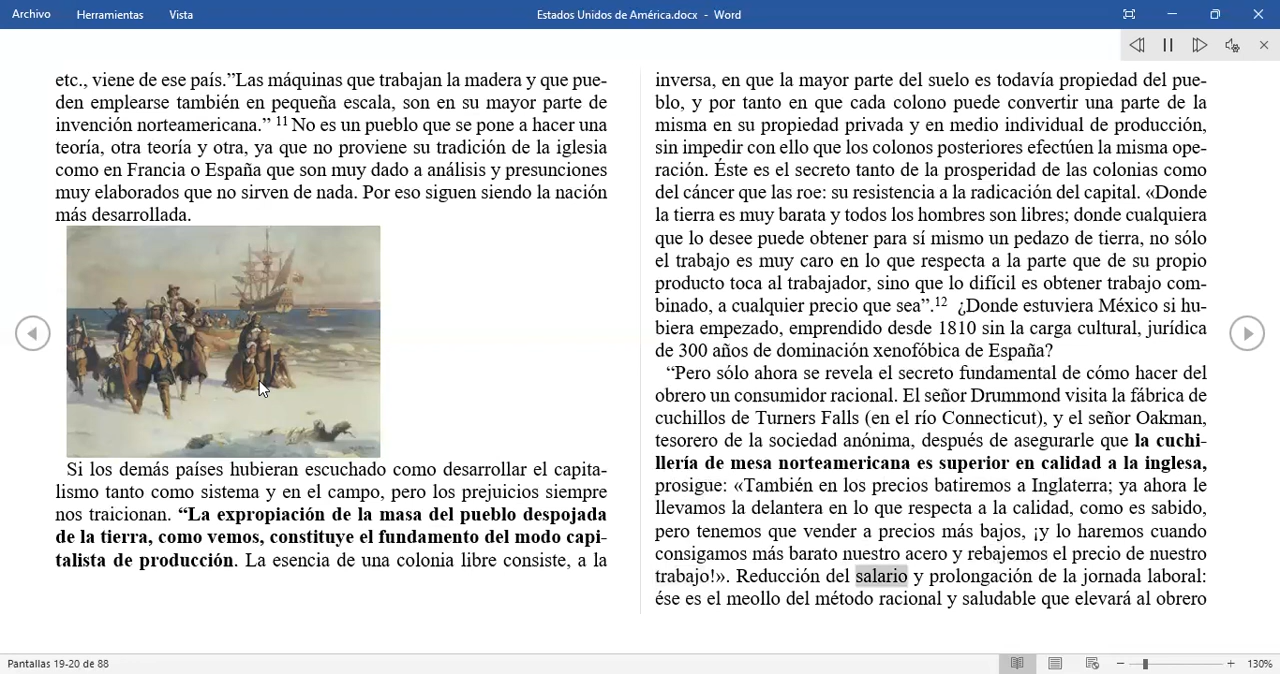 Archivo Herramientas Vista Estados Unidos de América.docx - Word
etc., viene de ese país.”Las máquinas que trabajan la madera y que pue-
den emplearse también en pequeña escala, son en su mayor parte de
invención norteamericana.” 11 No es un pueblo que se pone a hacer una
teoría, otra teoría y otra, ya que no proviene su tradición de la iglesia
como en Francia o España que son muy dado a análisis y presunciones
muy elaborados que no sirven de nada. Por eso siguen siendo la nación
más desarrollada.
Si los demás países hubieran escuchado como desarrollar el capita-
lismo tanto como sistema y en el campo, pero los prejuicios siempre
nos traicionan. “La expropiación de la masa del pueblo despojada
de la tierra, como vemos, constituye el fundamento del modo capi-
talista de producción. La esencia de una colonia libre consiste, a la
inversa, en que la mayor parte del suelo es todavía propiedad del pue-
blo, y por tanto en que cada colono puede convertir una parte de la
misma en su propiedad privada y en medio individual de producción,
sin impedir con ello que los colonos posteriores efectúen la misma ope-
ración. Éste es el secreto tanto de la prosperidad de las colonias como
del cáncer que las roe: su resistencia a la radicación del capital. «Donde
la tierra es muy barata y todos los hombres son libres; donde cualquiera
que lo desee puede obtener para sí mismo un pedazo de tierra, no sólo
el trabajo es muy caro en lo que respecta a la parte que de su propio
producto toca al trabajador, sino que lo difícil es obtener trabajo com-
binado, a cualquier precio que sea”.12 ¿Donde estuviera México si hu-
biera empezado, emprendido desde 1810 sin la carga cultural, jurídica
de 300 años de dominación xenofóbica de España?
“Pero sólo ahora se revela el secreto fundamental de cómo hacer del
obrero un consumidor racional. El señor Drummond visita la fábrica de
cuchillos de Turners Falls (en el río Connecticut), y el señor Oakman,
tesorero de la sociedad anónima, después de asegurarle que la cuchi-
llería de mesa norteamericana es superior en calidad a la inglesa,
prosigue: «También en los precios batiremos a Inglaterra; ya ahora le
llevamos la delantera en lo que respecta a la calidad, como es sabido,
pero tenemos que vender a precios más bajos, ¡y lo haremos cuando
consigamos más barato nuestro acero y rebajemos el precio de nuestro
trabajo!». Reducción del salario y prolongación de la jornada laboral:
ése es el meollo del método racional y saludable que elevará al obrero
Pantallas 19-20 de 88 130%